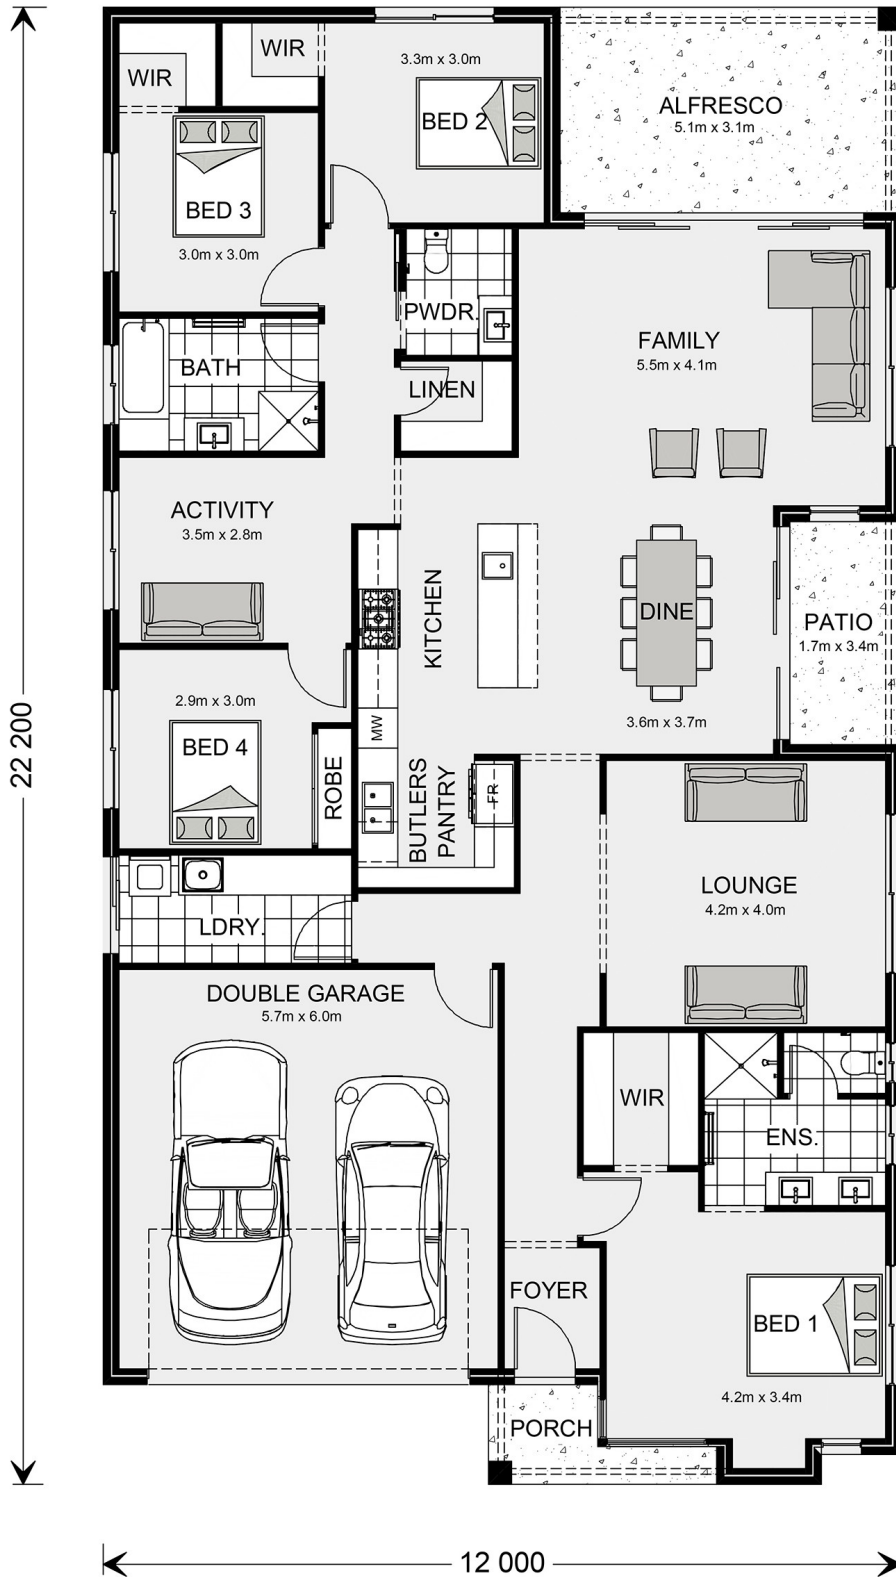 WIR
WIR
3.3m x 3.0m
BED 2
ALFRESCO
5.1m x 3.1m
BED 3
3.0m x 3.0m
PWDR.
FAMILY
5.5m x 4.1m
BATH
LINEN
ACTIVITY
3.5m x 2.8m
KITCHEN
DINE
3.6m x 3.7m
PATIO
1.7m x 3.4m
2.9m x 3.0m
BED 4
ROBE
MW
BUTLERS
PANTRY
FR
22 200
LOUNGE
4.2m x 4.0m
LDRY.
DOUBLE GARAGE
5.7m x 6.0m
WIR
ENS.
FOYER
BED 1
4.2m x 3.4m
PORCH
12 000